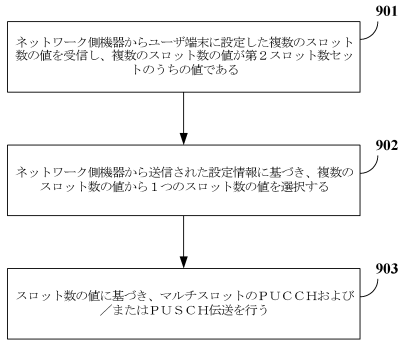 901
ネットワーク側機器からユーザ端末に設定した複数のスロット
数の値を受信し、複数のスロット数の値が第２スロット数セッ
トのうちの値である
902
ネットワーク側機器から送信された設定情報に基づき、複数の
スロット数の値から１つのスロット数の値を選択する
903
スロット数の値に基づき、マルチスロットのＰＵＣＣＨおよび
／またはＰＵＳＣＨ伝送を行う